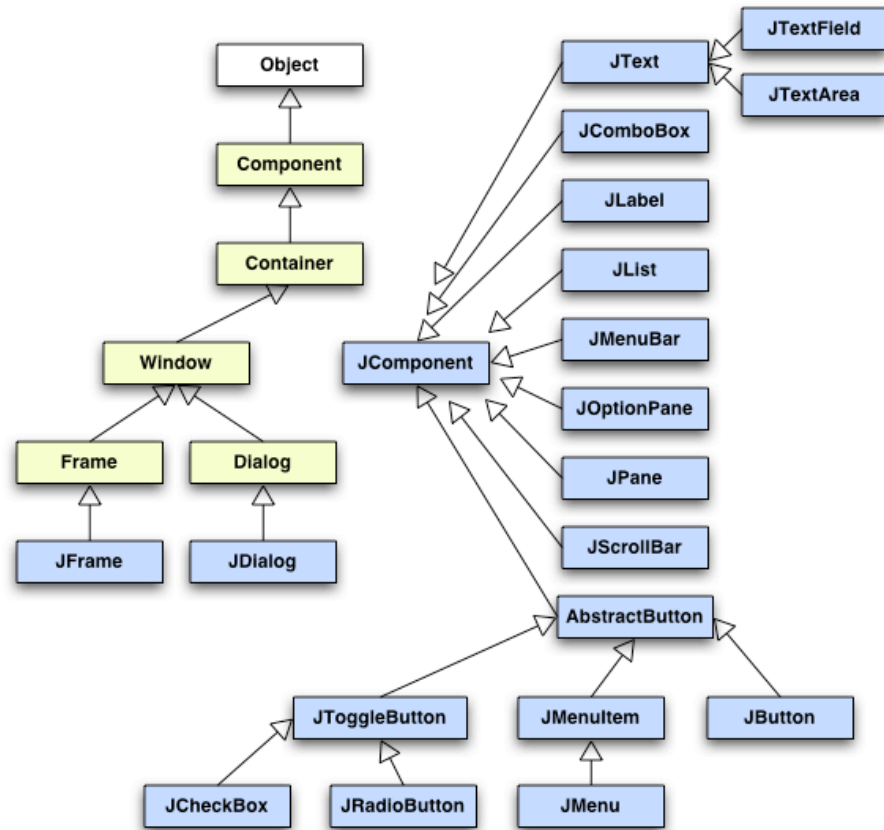 JTextField
Object
JText
JTextArea
JComboBox
Component
JLabel
Container
JList
Window
JComponent
JMenuBar
JOptionPane
Frame
Dialog
JPane
JFrame
JDialog
JScrollBar
AbstractButton
JToggleButton
JMenuItem
JButton
JCheckBox
JRadioButton
JMenu